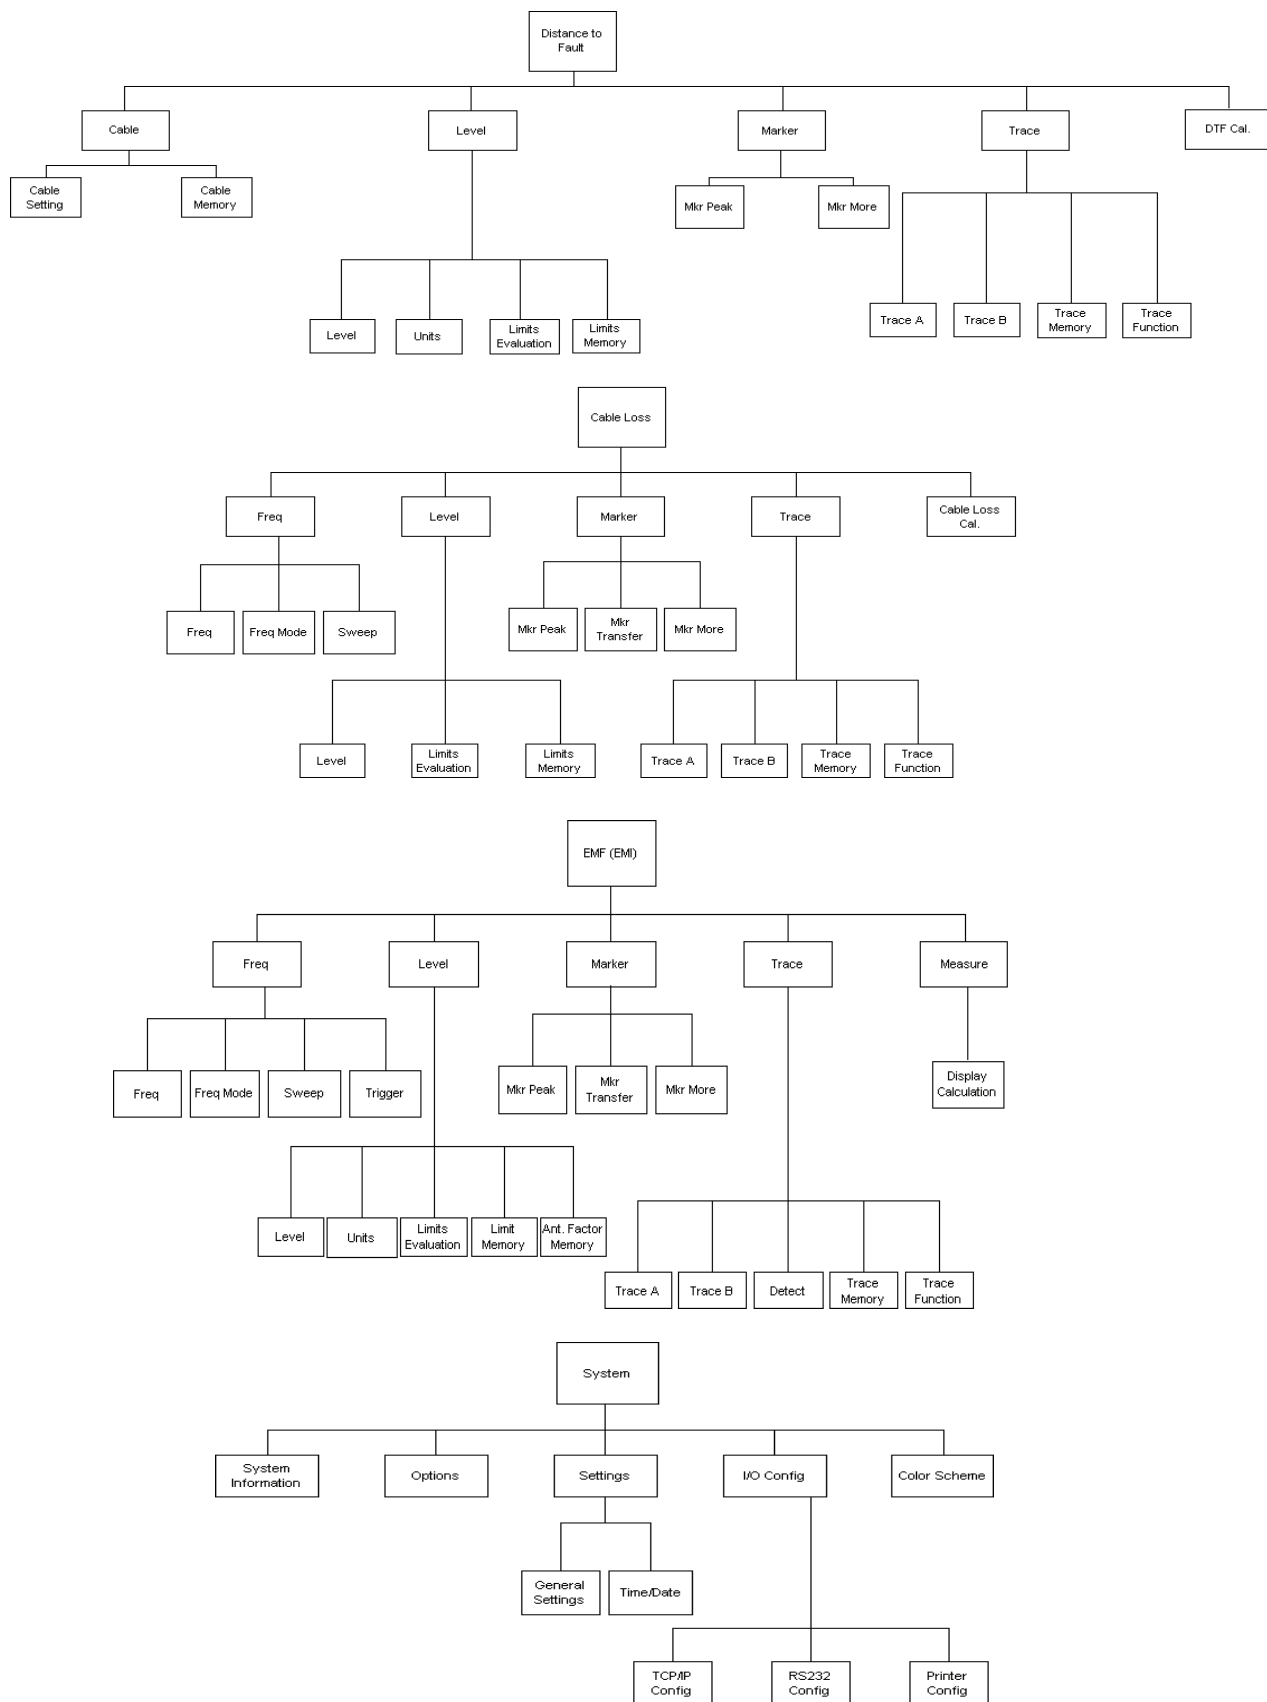 Distance to
Fault
Cable
Level
Marker
Trace
DTF Cal.
Cable
Setting
Cable
Memory
Mkr Peak
Mkr More
Level
Units
Limits
Evaluation
Limits
Memory
Trace A
Trace B
Trace
Memory
Trace
Function
Cable Loss
Freq
Level
Marker
Trace
Cable Loss
Cal.
Freq
Freq Mode
Sweep
Mkr Peak
Mkr
Transfer
Mkr More
Level
Limits
Evaluation
Limits
Memory
Trace A
Trace B
Trace
Memory
Trace
Function
EMF (EMI)
Freq
Level
Marker
Trace
Measure
Freq
Freq Mode
Sweep
Trigger
Mkr Peak
Mkr
Transfer
Mkr More
Display
Calculation
Level
Units
Limits
Evaluation
Limit
Memory
Ant. Factor
Memory
Trace A
Trace B
Detect
Trace
Memory
Trace
Function
System
System
Information
Options
Settings
I/O Config
Color Scheme
General
Settings
Time/Date
TCP/IP
Config
RS232
Config
Printer
Config